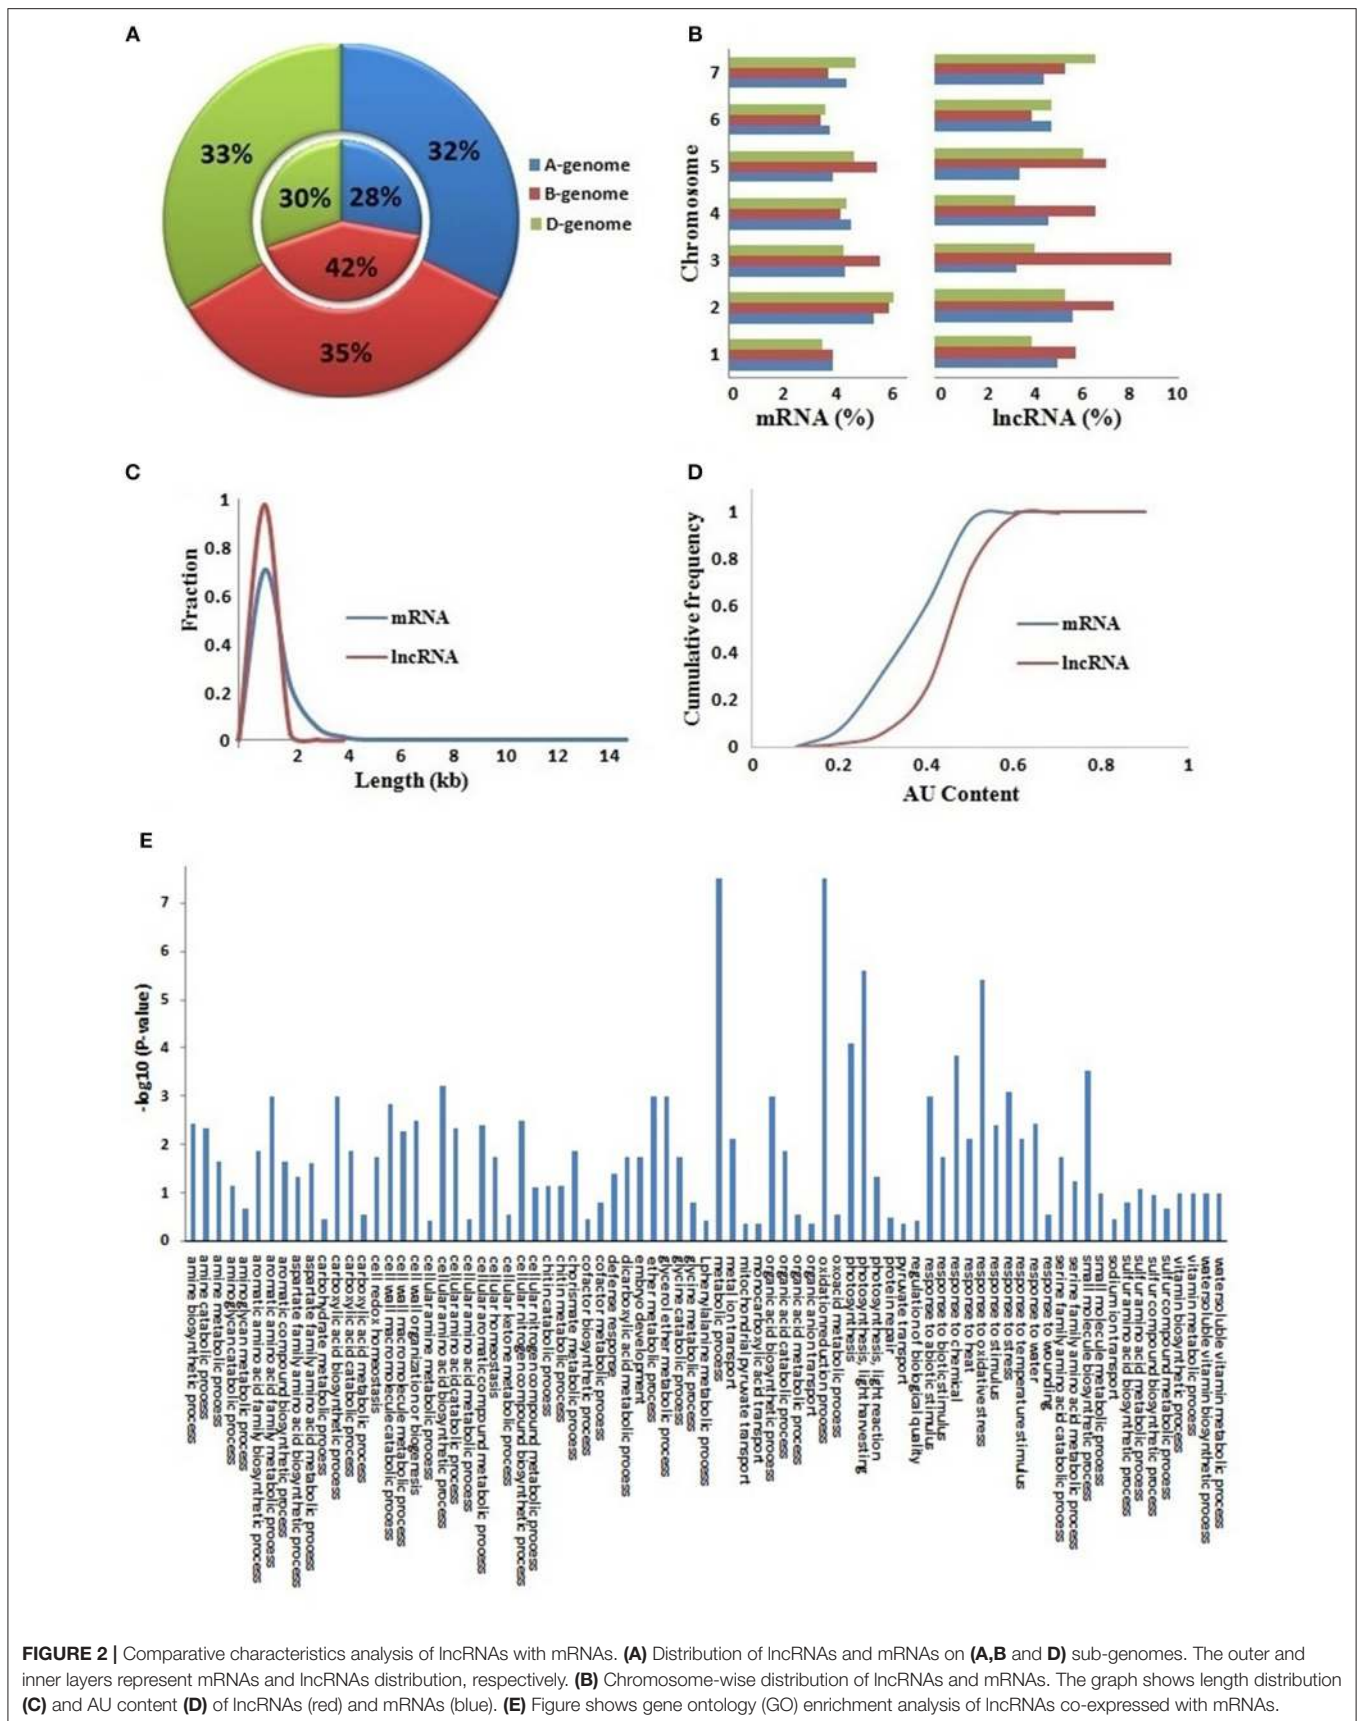 A
33%
32%
30%
28%
42%
35%
A-genome
B-genome
D-genome
B
Chromosome
7
6
5
4
3
2
1
0 2 4 6
mRNA (%)
0 2 4 6 8 10
lncRNA (%)
C
Fraction
1
0.8
0.6
0.4
0.2
0
mRNA
lncRNA
2 4 6 8 10 12 14
Length (kb)
D
Cumulative frequency
1
0.8
0.6
0.4
0.2
0
mRNA
lncRNA
0 0.2 0.4 0.6 0.8 1
AU Content
E
-log10 (P-value)
7
6
5
4
3
2
1
0
amine biosynthetic process
amine catabolic process
amine metabolic process
aminoglycan catabolic process
aminoglycan metabolic process
aromatic amino acid family biosynthetic process
aromatic amino acid family metabolic process
aromatic compound biosynthetic process
aspartate family amino acid biosynthetic process
aspartate family amino acid metabolic process
carbohydrate metabolic process
carboxylic acid biosynthetic process
carboxylic acid catabolic process
carboxylic acid metabolic process
cell redox homeostasis
cell wall macromolecule catabolic process
cell wall macromolecule metabolic process
cell wall organization or biogenesis
cellular amine metabolic process
cellular amino acid biosynthetic process
cellular amino acid catabolic process
cellular amino acid metabolic process
cellular aromatic compound metabolic process
cellular homeostasis
cellular ketone metabolic process
cellular nitrogen compound biosynthetic process
cellular nitrogen compound metabolic process
chitin catabolic process
chitin metabolic process
chorismate metabolic process
cofactor biosynthetic process
cofactor metabolic process
defense response
dicarboxylic acid metabolic process
embryo development
ether metabolic process
glycerol ether metabolic process
glycine catabolic process
glycine metabolic process
L-phenylalanine metabolic process
metabolic process
metal ion transport
mitochondrial pyruvate transport
monocarboxylic acid transport
organic acid biosynthetic process
organic acid catabolic process
organic acid metabolic process
organic anion transport
oxidation reduction process
oxoacid metabolic process
photosynthesis
photosynthesis, light harvesting
photosynthesis, light reaction
protein repair
pyruvate transport
regulation of biological quality
response to abiotic stimulus
response to biotic stimulus
response to chemical
response to heat
response to oxidative stress
response to stimulus
response to stress
response to temperature stimulus
response to water
response to wounding
serine family amino acid catabolic process
serine family amino acid metabolic process
small molecule biosynthetic process
small molecule metabolic process
sodium ion transport
sulfur amino acid biosynthetic process
sulfur amino acid metabolic process
sulfur compound biosynthetic process
sulfur compound metabolic process
vitamin biosynthetic process
vitamin metabolic process
water soluble vitamin biosynthetic process
water soluble vitamin metabolic process
FIGURE 2 | Comparative characteristics analysis of lncRNAs with mRNAs. (A) Distribution of lncRNAs and mRNAs on (A,B and D) sub-genomes. The outer and
inner layers represent mRNAs and lncRNAs distribution, respectively. (B) Chromosome-wise distribution of lncRNAs and mRNAs. The graph shows length distribution
(C) and AU content (D) of lncRNAs (red) and mRNAs (blue). (E) Figure shows gene ontology (GO) enrichment analysis of lncRNAs co-expressed with mRNAs.